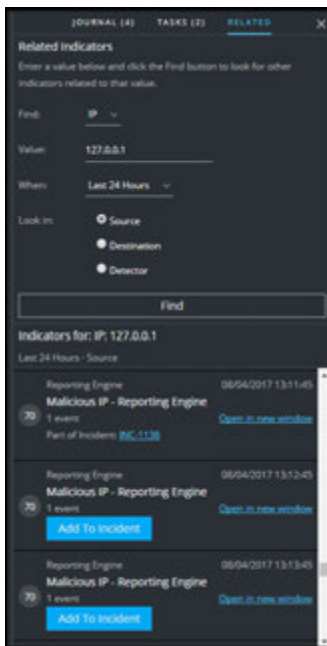 JOURNAL (4) TASKS (2) RELATED X
Related Indicators
Enter a value below and click the Find button to look for other
indicators related to that value.
Find: IP
Value: 127.0.0.1
When: Last 24 Hours
Look in: Source
Destination
Detector
Find
Indicators for: IP: 127.0.0.1
Last 24 Hours - Source
Reporting Engine 08/04/2017 13:11:45
Malicious IP - Reporting Engine
70 1 event Open in new window
Part of Incident: INC-1136
Reporting Engine 08/04/2017 13:12:45
Malicious IP - Reporting Engine
70 1 event Open in new window
Add To Incident
Reporting Engine 08/04/2017 13:13:45
Malicious IP - Reporting Engine
70 1 event Open in new window
Add To Incident